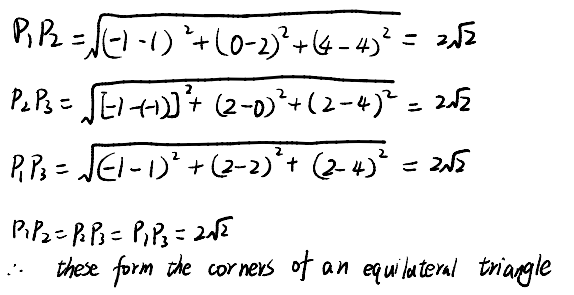 P₁P₂ = √(-1-1)² + (0-2)² + (4-4)² = 2√2
P₂P₃ = √[-1-(-1)]² + (2-0)² + (2-4)² = 2√2
P₁P₃ = √(-1-1)² + (2-2)² + (2-4)² = 2√2
P₁P₂ = P₂P₃ = P₁P₃ = 2√2
∴ these form the corners of an equilateral triangle